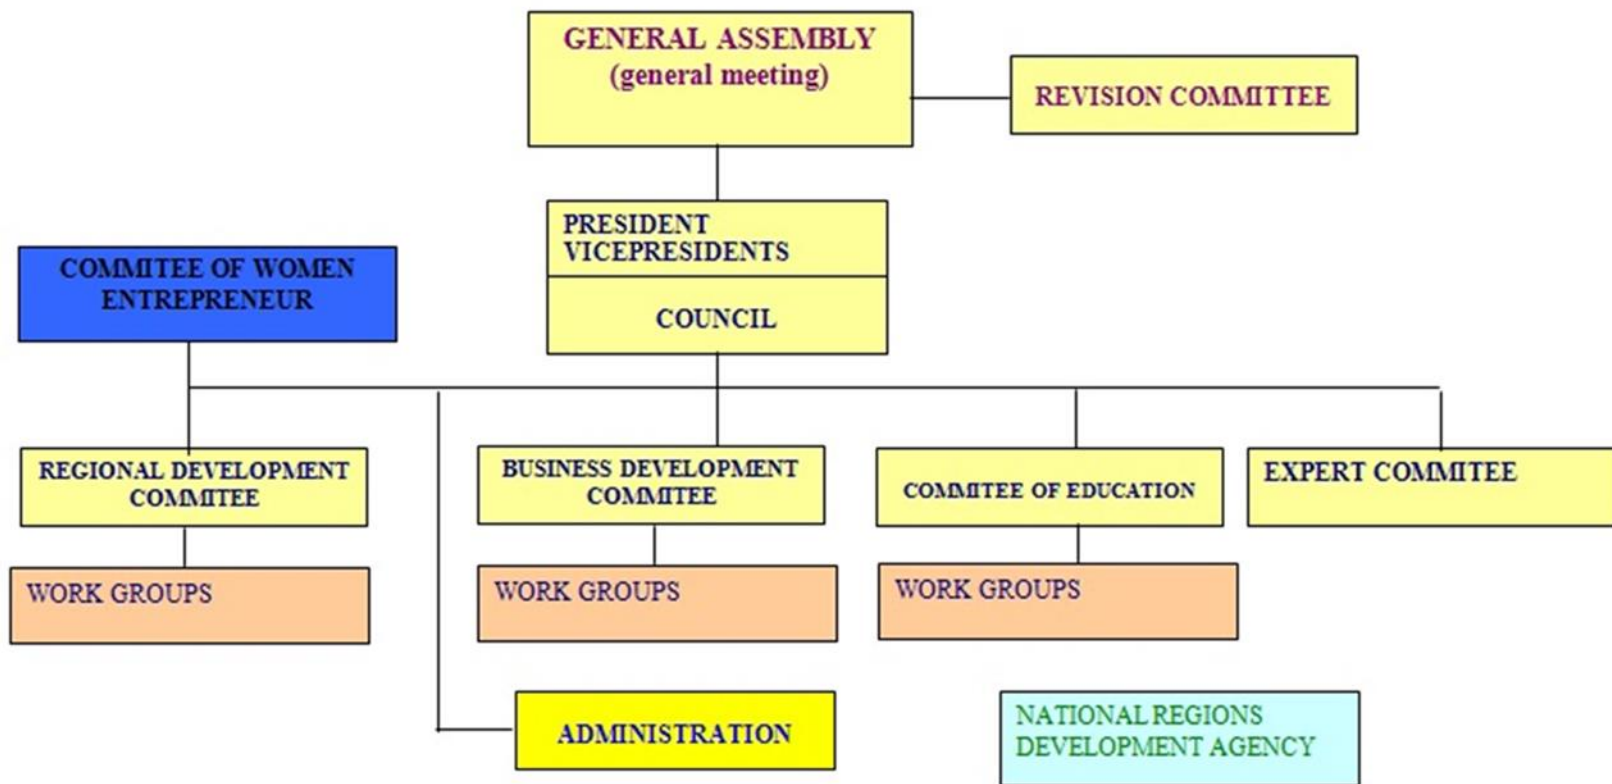 GENERAL ASSEMBLY
(general meeting)
REVISION COMMITTEE
PRESIDENT
VICEPRESIDENTS
COUNCIL
COMMITEE OF WOMEN
ENTREPRENEUR
REGIONAL DEVELOPMENT
COMMITEE
BUSINESS DEVELOPMENT
COMMITEE
COMMITEE OF EDUCATION
EXPERT COMMITEE
WORK GROUPS
WORK GROUPS
WORK GROUPS
ADMINISTRATION
NATIONAL REGIONS
DEVELOPMENT AGENCY